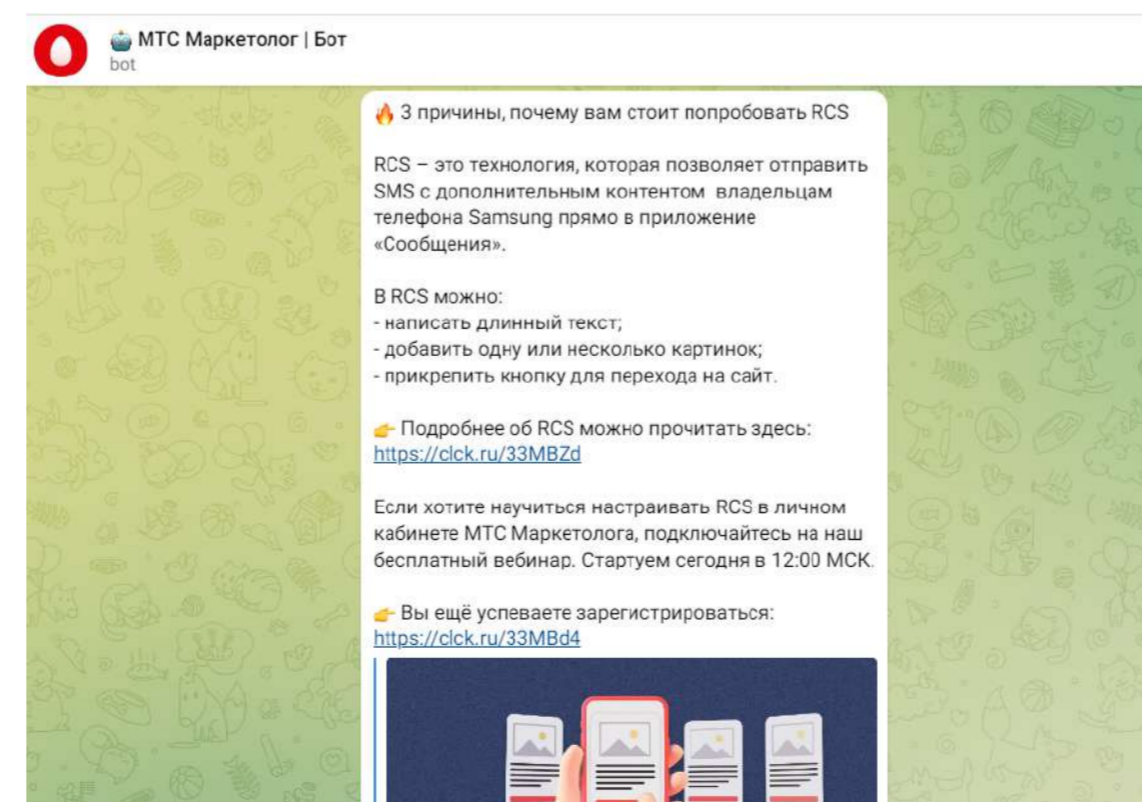 🤖 МТС Маркетолог | Бот
bot
🔥 3 причины, почему вам стоит попробовать RCS
RCS – это технология, которая позволяет отправить
SMS с дополнительным контентом владельцам
телефона Samsung прямо в приложение
«Сообщения».
В RCS можно:
- написать длинный текст;
- добавить одну или несколько картинок;
- прикрепить кнопку для перехода на сайт.
👉 Подробнее об RCS можно прочитать здесь:
https://clck.ru/33MBZd
Если хотите научиться настраивать RCS в личном
кабинете МТС Маркетолога, подключайтесь на наш
бесплатный вебинар. Стартуем сегодня в 12:00 МСК.
👉 Вы ещё успеваете зарегистрироваться:
https://clck.ru/33MBd4